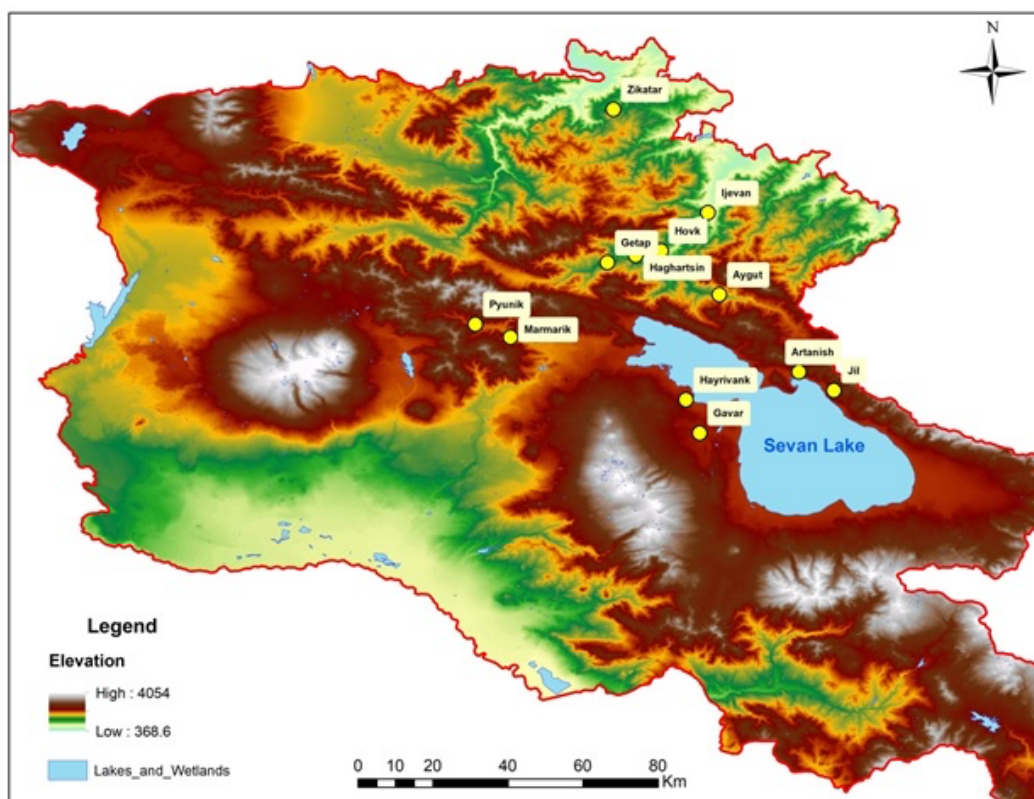 N
Zikatar
Ijevan
Hovk
Getap
Haghartsin
Aygut
Pyunik
Marmarik
Artanish
Jil
Hayrivank
Gavar
Sevan Lake
Legend
Elevation
High : 4054
Low : 368.6
Lakes_and_Wetlands
0 10 20 40 60 80
Km